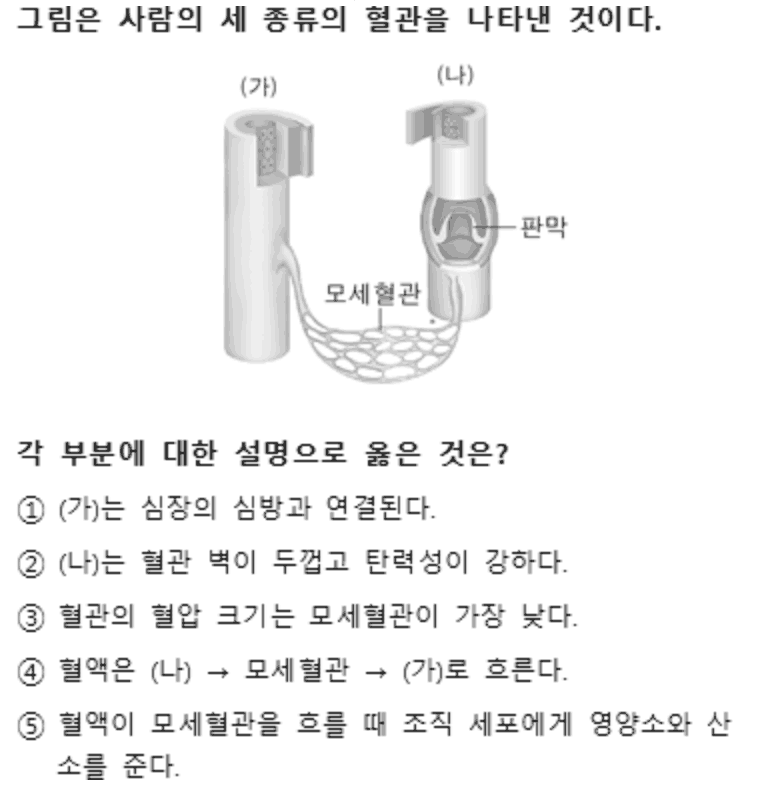 그림은 사람의 세 종류의 혈관을 나타낸 것이다.
(가)
(나)
판막
모세혈관
각 부분에 대한 설명으로 옳은 것은?
① (가)는 심장의 심방과 연결된다.
② (나)는 혈관 벽이 두껍고 탄력성이 강하다.
③ 혈관의 혈압 크기는 모세혈관이 가장 낮다.
④ 혈액은 (나) → 모세혈관 → (가)로 흐른다.
⑤ 혈액이 모세혈관을 흐를 때 조직 세포에게 영양소와 산
소를 준다.